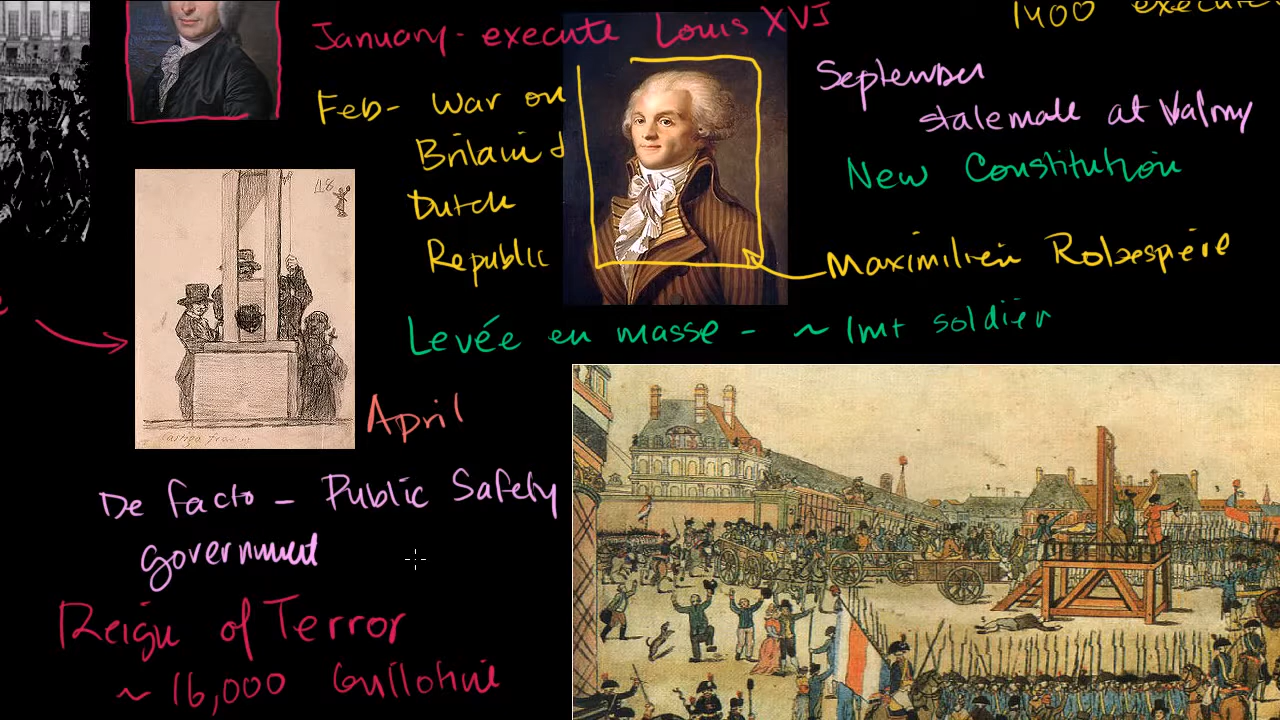 1400 execute
January - execute Louis XVI
September
stalemate at Valmy
Feb - War on
Britain &
Dutch
Republic
New Constitution
Maximilien Robespierre
Levée en masse - ~ 1m+ soldier
April
De facto - Public Safety
government
Reign of Terror
~ 16,000 Guillotine